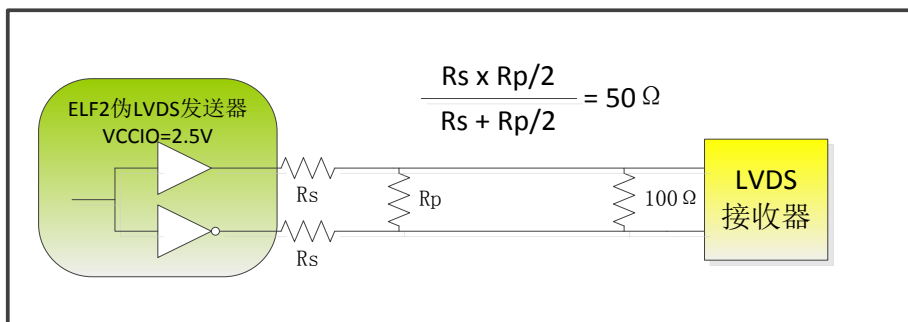 ELF2伪LVDS发送器
VCCIO=2.5V
Rs x Rp/2
Rs + Rp/2
= 50 Ω
Rs
Rp
Rs
100 Ω
LVDS
接收器